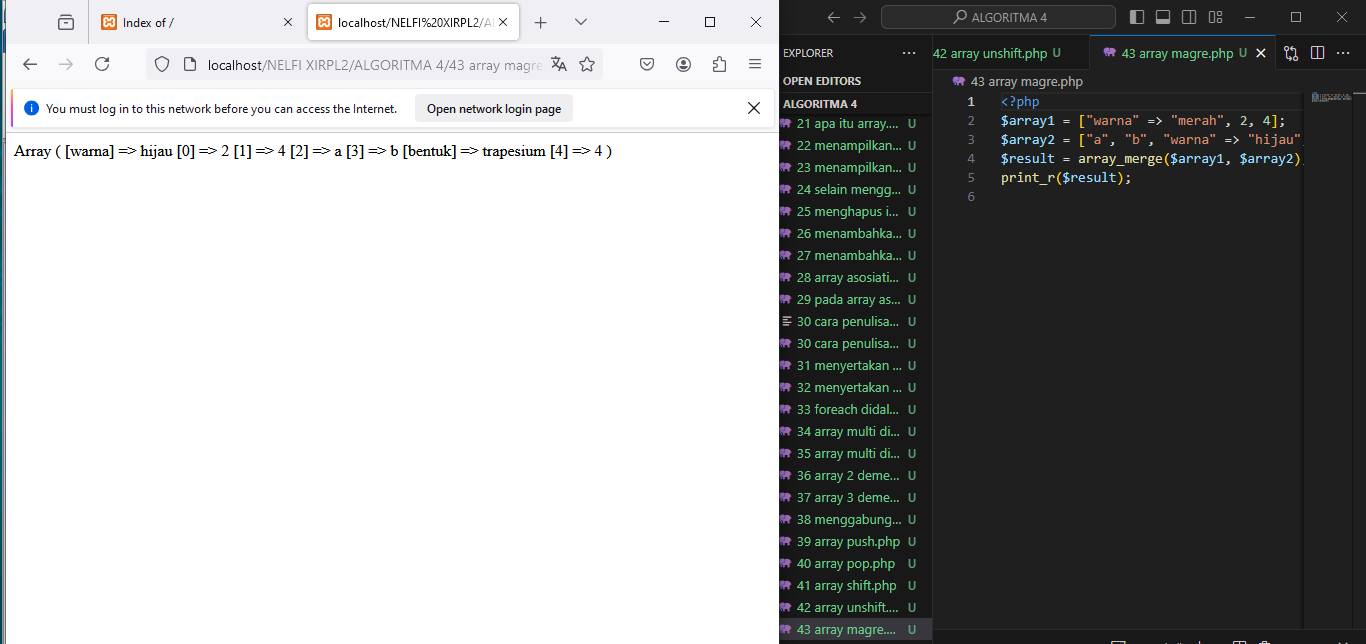 Index of /
localhost/NELFI%20XIRPL2/AL
localhost/NELFI XIRPL2/ALGORITMA 4/43 array magre
You must log in to this network before you can access the Internet.
Open network login page
Array ( [warna] => hijau [0] => 2 [1] => 4 [2] => a [3] => b [bentuk] => trapesium [4] => 4 )
ALGORITMA 4
EXPLORER
OPEN EDITORS
ALGORITMA 4
21 apa itu array.... U
22 menampilkan... U
23 menampilkan... U
24 selain mengg... U
25 menghapus i... U
26 menambahka... U
27 menambahka... U
28 array asosiati... U
29 pada array as... U
30 cara penulisa... U
30 cara penulisa... U
31 menyertakan ... U
32 menyertakan ... U
33 foreach didal... U
34 array multi di... U
35 array multi di... U
36 array 2 deme... U
37 array 3 deme... U
38 menggabung... U
39 array push.php U
40 array pop.php U
41 array shift.php U
42 array unshift.... U
43 array magre.... U
42 array unshift.php U
43 array magre.php U
43 array magre.php
1 <?php
2 $array1 = ["warna" => "merah", 2, 4];
3 $array2 = ["a", "b", "warna" => "hijau"
4 $result = array_merge($array1, $array2)
5 print_r($result);
6